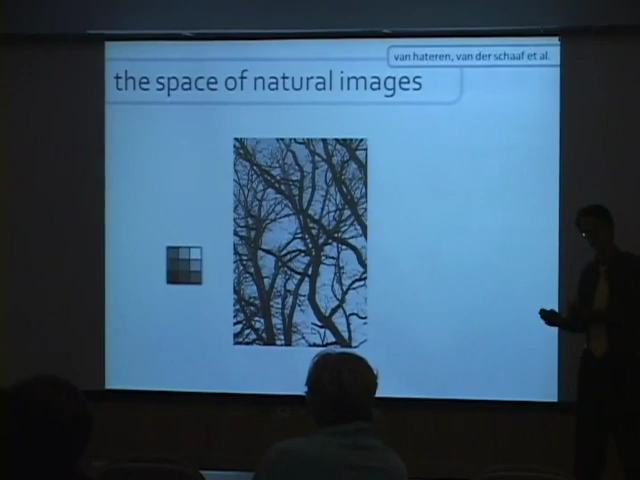 van hateren, van der schaaf et al.
the space of natural images